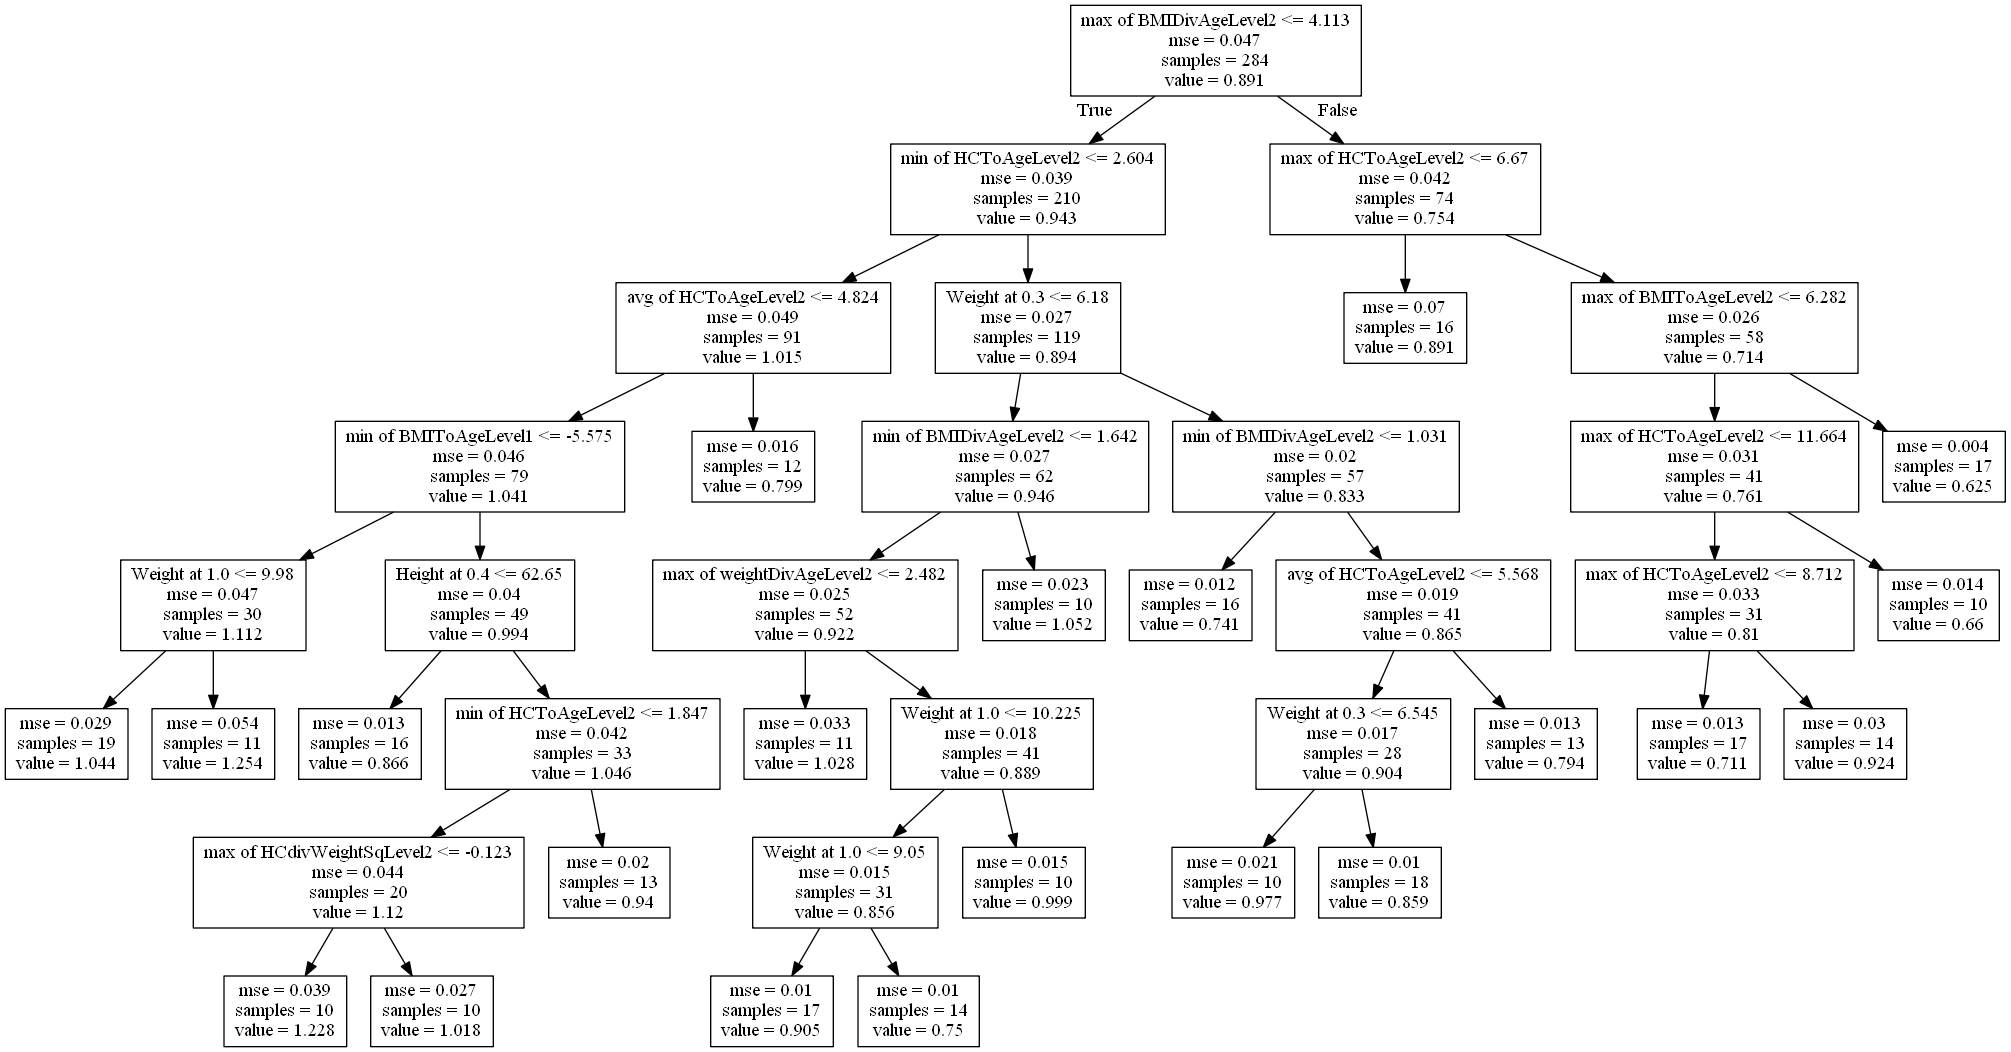 max of BMIDivAgeLevel2 <= 4.113
mse = 0.047
samples = 284
value = 0.891
True
False
min of HCToAgeLevel2 <= 2.604
mse = 0.039
samples = 210
value = 0.943
max of HCToAgeLevel2 <= 6.67
mse = 0.042
samples = 74
value = 0.754
avg of HCToAgeLevel2 <= 4.824
mse = 0.049
samples = 91
value = 1.015
Weight at 0.3 <= 6.18
mse = 0.027
samples = 119
value = 0.894
mse = 0.07
samples = 16
value = 0.891
max of BMIToAgeLevel2 <= 6.282
mse = 0.026
samples = 58
value = 0.714
min of BMIToAgeLevel1 <= -5.575
mse = 0.046
samples = 79
value = 1.041
mse = 0.016
samples = 12
value = 0.799
min of BMIDivAgeLevel2 <= 1.642
mse = 0.027
samples = 62
value = 0.946
min of BMIDivAgeLevel2 <= 1.031
mse = 0.02
samples = 57
value = 0.833
max of HCToAgeLevel2 <= 11.664
mse = 0.031
samples = 41
value = 0.761
mse = 0.004
samples = 17
value = 0.625
Weight at 1.0 <= 9.98
mse = 0.047
samples = 30
value = 1.112
Height at 0.4 <= 62.65
mse = 0.04
samples = 49
value = 0.994
max of weightDivAgeLevel2 <= 2.482
mse = 0.025
samples = 52
value = 0.922
mse = 0.023
samples = 10
value = 1.052
mse = 0.012
samples = 16
value = 0.741
avg of HCToAgeLevel2 <= 5.568
mse = 0.019
samples = 41
value = 0.865
max of HCToAgeLevel2 <= 8.712
mse = 0.033
samples = 31
value = 0.81
mse = 0.014
samples = 10
value = 0.66
mse = 0.029
samples = 19
value = 1.044
mse = 0.054
samples = 11
value = 1.254
mse = 0.013
samples = 16
value = 0.866
min of HCToAgeLevel2 <= 1.847
mse = 0.042
samples = 33
value = 1.046
mse = 0.033
samples = 11
value = 1.028
Weight at 1.0 <= 10.225
mse = 0.018
samples = 41
value = 0.889
Weight at 0.3 <= 6.545
mse = 0.017
samples = 28
value = 0.904
mse = 0.013
samples = 13
value = 0.794
mse = 0.013
samples = 17
value = 0.711
mse = 0.03
samples = 14
value = 0.924
max of HCdivWeightSqLevel2 <= -0.123
mse = 0.044
samples = 20
value = 1.12
mse = 0.02
samples = 13
value = 0.94
Weight at 1.0 <= 9.05
mse = 0.015
samples = 31
value = 0.856
mse = 0.015
samples = 10
value = 0.999
mse = 0.021
samples = 10
value = 0.977
mse = 0.01
samples = 18
value = 0.859
mse = 0.039
samples = 10
value = 1.228
mse = 0.027
samples = 10
value = 1.018
mse = 0.01
samples = 17
value = 0.905
mse = 0.01
samples = 14
value = 0.75